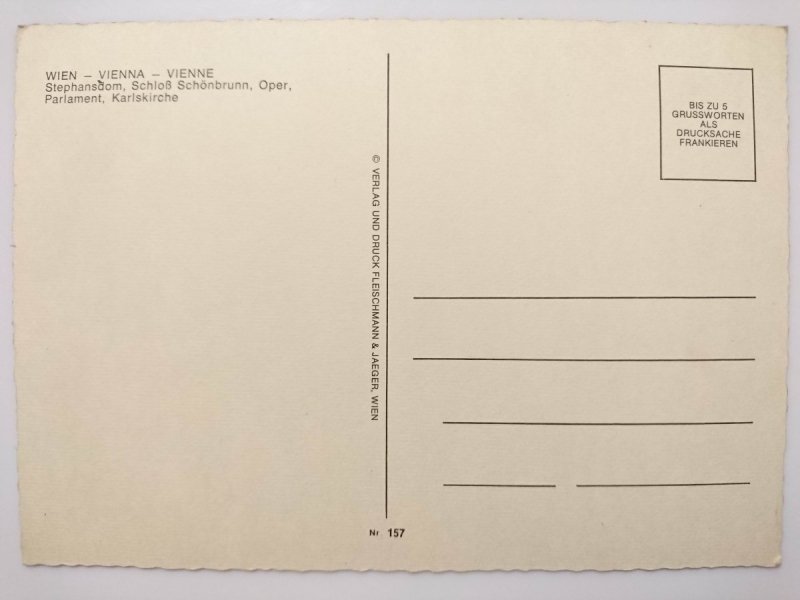 WIEN – VIENNA – VIENNE
Stephansdom, Schloß Schönbrunn, Oper,
Parlament, Karlskirche
© VERLAG UND DRUCK FLEISCHMANN & JAEGER, WIEN
BIS ZU 5
GRUSSWORTEN
ALS
DRUCKSACHE
FRANKIEREN
Nr 157